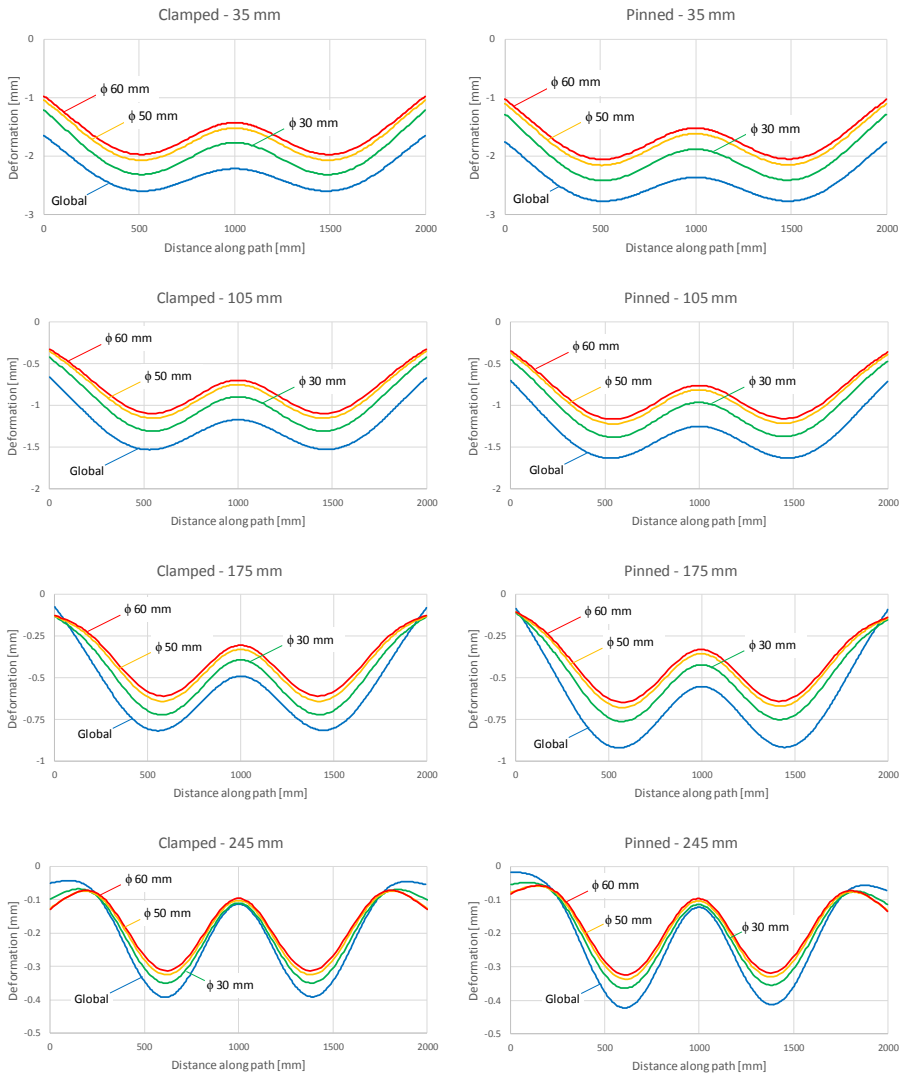 Clamped - 35 mm
Deformation [mm]
0
-1
-2
-3
ϕ 60 mm
ϕ 50 mm
ϕ 30 mm
Global
0 500 1000 1500 2000
Distance along path [mm]
Pinned - 35 mm
Deformation [mm]
0
-1
-2
-3
ϕ 60 mm
ϕ 50 mm
ϕ 30 mm
Global
0 500 1000 1500 2000
Distance along path [mm]
Clamped - 105 mm
Deformation [mm]
0
-0.5
-1
-1.5
-2
ϕ 60 mm
ϕ 50 mm
ϕ 30 mm
Global
0 500 1000 1500 2000
Distance along path [mm]
Pinned - 105 mm
Deformation [mm]
0
-0.5
-1
-1.5
-2
ϕ 60 mm
ϕ 50 mm
ϕ 30 mm
Global
0 500 1000 1500 2000
Distance along path [mm]
Clamped - 175 mm
Deformation [mm]
0
-0.25
-0.5
-0.75
-1
ϕ 60 mm
ϕ 50 mm
ϕ 30 mm
Global
0 500 1000 1500 2000
Distance along path [mm]
Pinned - 175 mm
Deformation [mm]
0
-0.25
-0.5
-0.75
-1
ϕ 60 mm
ϕ 50 mm
ϕ 30 mm
Global
0 500 1000 1500 2000
Distance along path [mm]
Clamped - 245 mm
Deformation [mm]
0
-0.1
-0.2
-0.3
-0.4
-0.5
ϕ 60 mm
ϕ 50 mm
ϕ 30 mm
Global
0 500 1000 1500 2000
Distance along path [mm]
Pinned - 245 mm
Deformation [mm]
0
-0.1
-0.2
-0.3
-0.4
-0.5
ϕ 60 mm
ϕ 50 mm
ϕ 30 mm
Global
0 500 1000 1500 2000
Distance along path [mm]